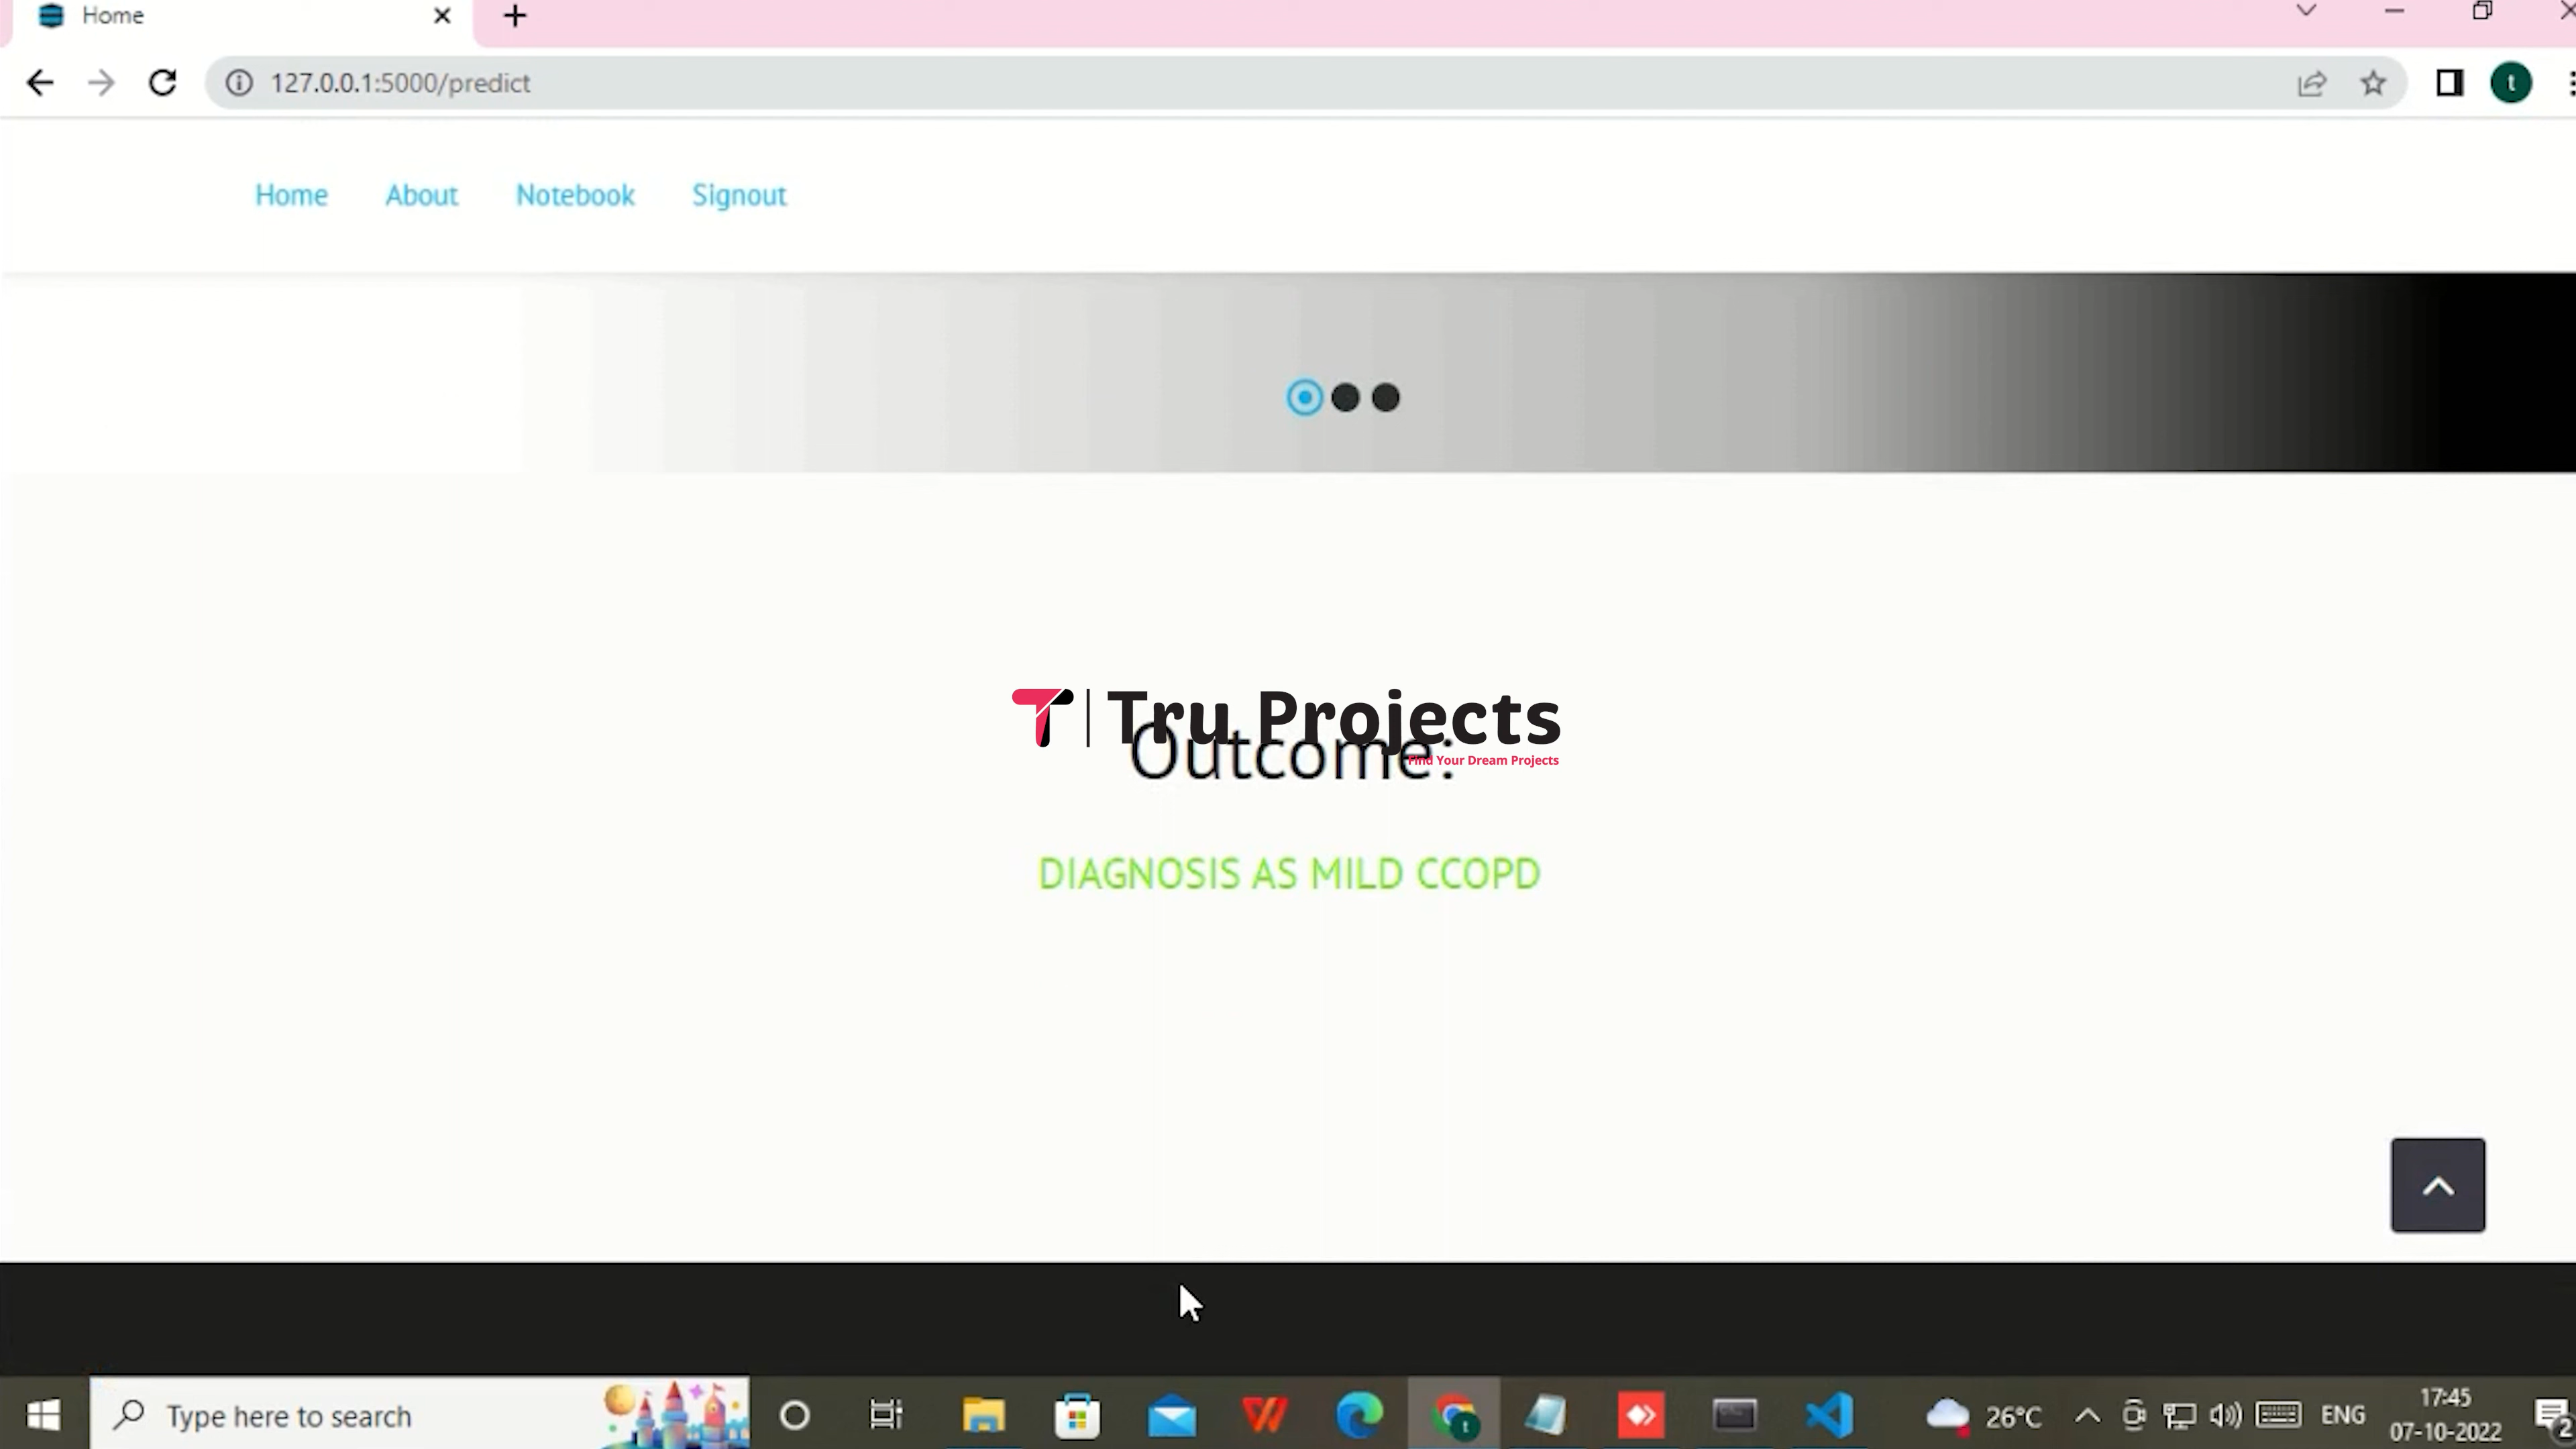 Home
127.0.0.1:5000/predict
t
Home About Notebook Signout
Tru Projects
Find Your Dream Projects
Outcome:
DIAGNOSIS AS MILD CCOPD
Type here to search
t
26°C
ENG
17:45
07-10-2022
2